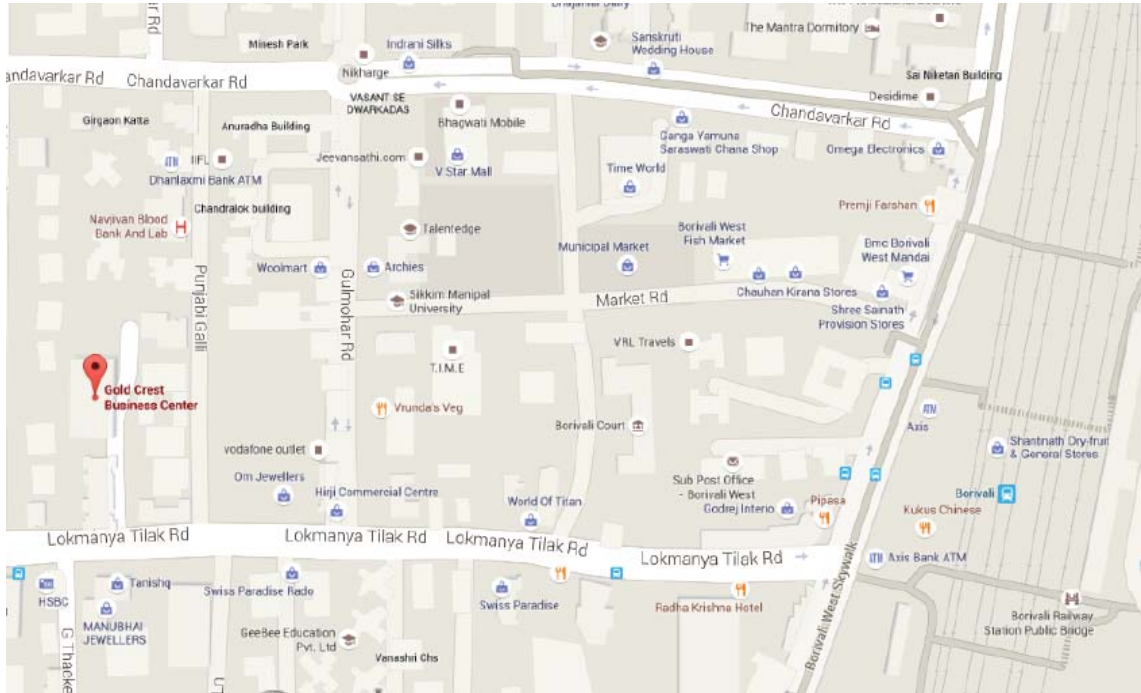 Bhajanlal Dairy
The Mantra Dormitory
Minesh Park
Indrani Silks
Sanskruti
Wedding House
Nikharge
Sai Niketan Building
andavarkar Rd
Chandavarkar Rd
VASANT SE
DWARKADAS
Desidime
Girgaon Katta
Anuradha Building
Bhagwati Mobile
Chandavarkar Rd
Ganga Yamuna
Saraswati Chana Shop
Omega Electronics
IIFL
Jeevansathi.com
V Star Mall
Time World
Dhanlaxmi Bank ATM
Chandralok building
Premji Farshan
Navjivan Blood
Bank And Lab
Talentedge
Borivali West
Fish Market
Municipal Market
Bmc Borivali
West Mandai
Woolmart
Archies
Punjabi Galli
Gulmohar Rd
Sikkim Manipal
University
Market Rd
Chauhan Kirana Stores
Shree Sainath
Provision Stores
VRL Travels
T.I.M.E
Gold Crest
Business Center
Vrunda's Veg
Borivali Court
Axis
ATM
Shantinath Dry-fruit
& General Stores
vodafone outlet
Om Jewellers
Hirji Commercial Centre
Sub Post Office
- Borivali West
World Of Titan
Godrej Interio
Pipasa
Borivali
Kukus Chinese
Lokmanya Tilak Rd
Lokmanya Tilak Rd
Lokmanya Tilak Rd
Lokmanya Tilak Rd
Axis Bank ATM
HSBC
Tanishq
Swiss Paradise Rado
Swiss Paradise
Radha Krishna Hotel
Borivali West Skywalk
MANUBHAI
JEWELLERS
Borivali Railway
Station Public Bridge
G Thacke
GeeBee Education
Pvt. Ltd
Vanashri Chs